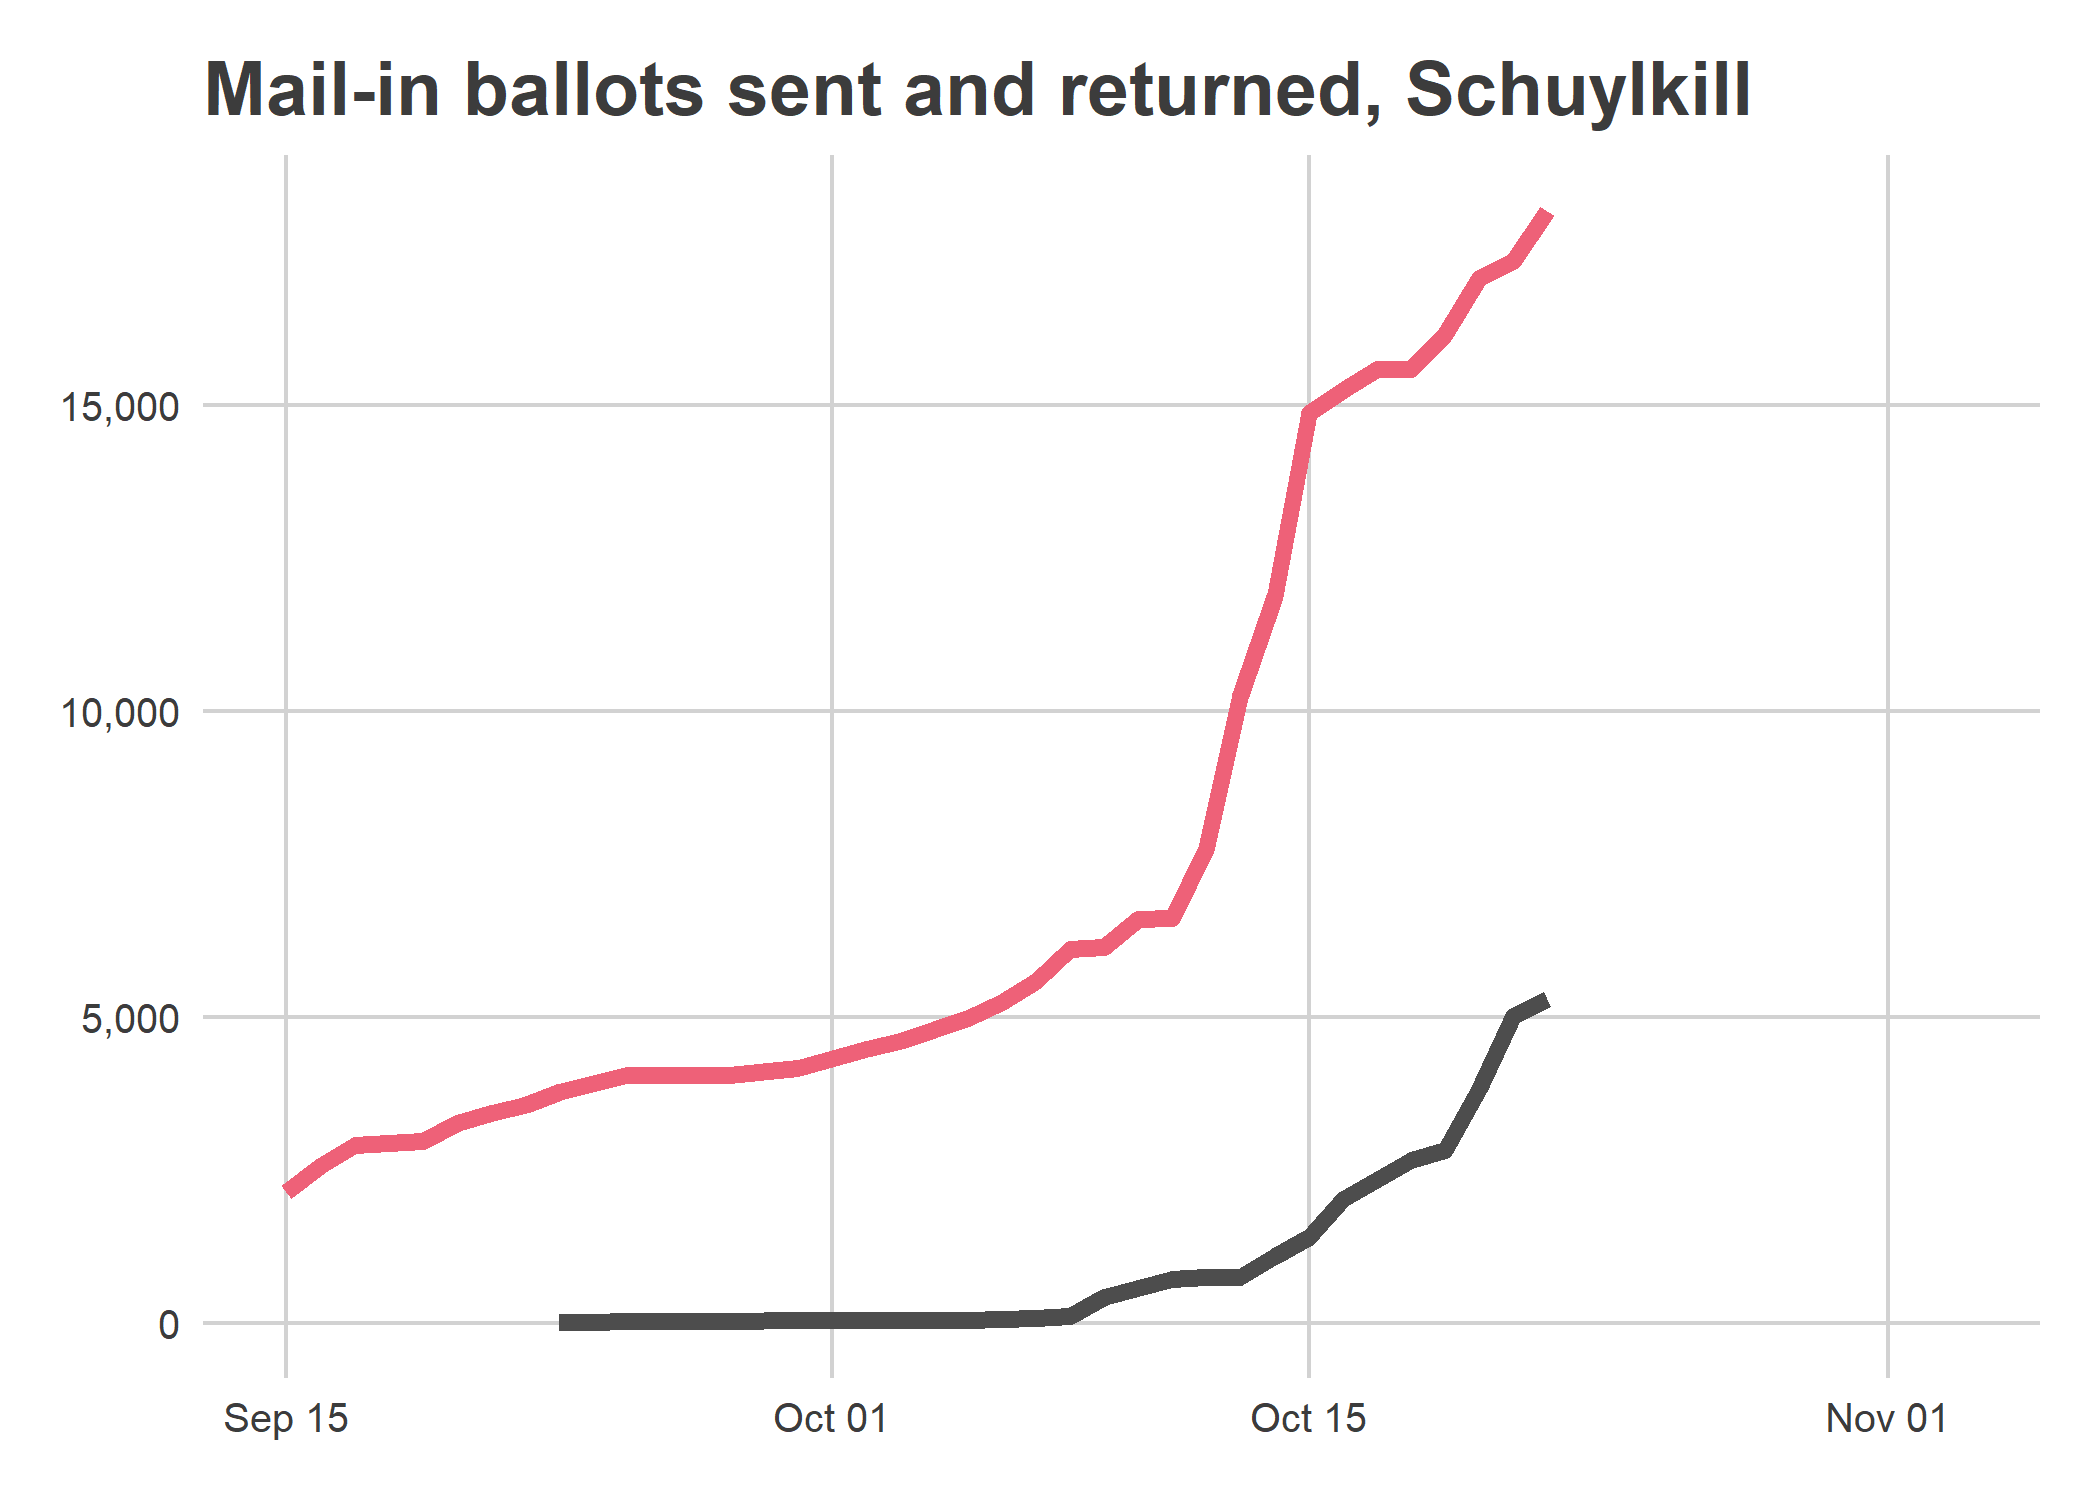 Mail-in ballots sent and returned, Schuylkill
15,000
10,000
5,000
0
Sep 15
Oct 01
Oct 15
Nov 01